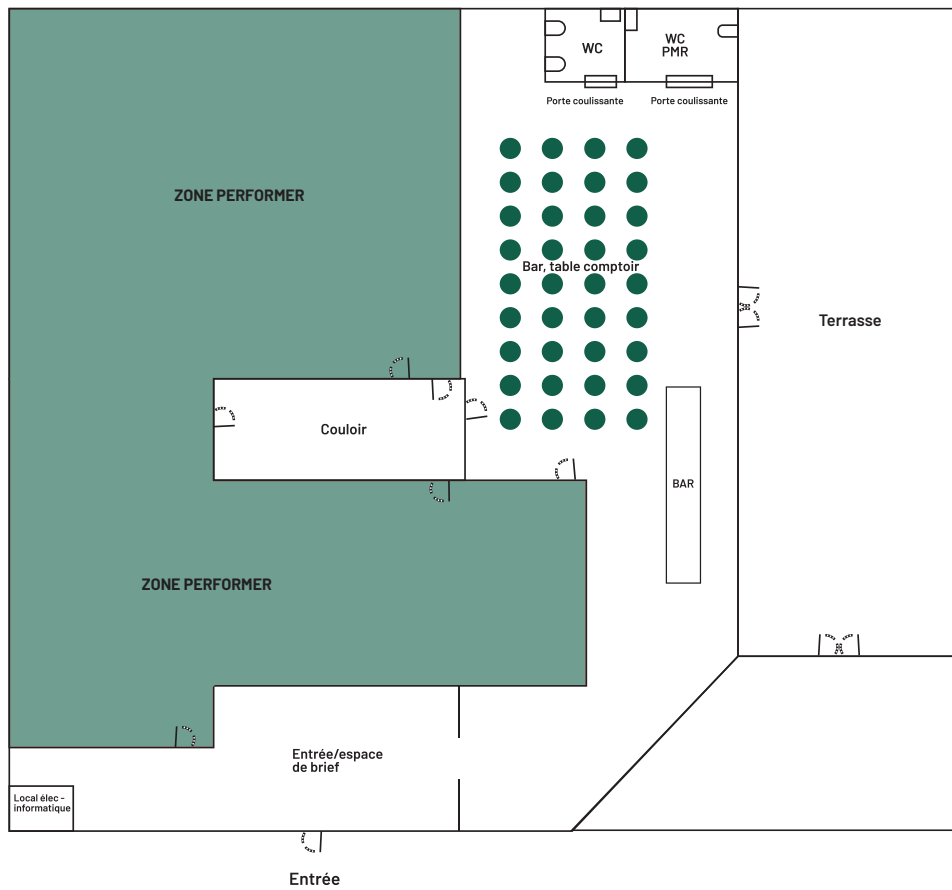 WC
WC
PMR
Porte coulissante
Porte coulissante
ZONE PERFORMER
Bar, table comptoir
Terrasse
Couloir
BAR
ZONE PERFORMER
Entrée/espace
de brief
Local élec -
informatique
Entrée